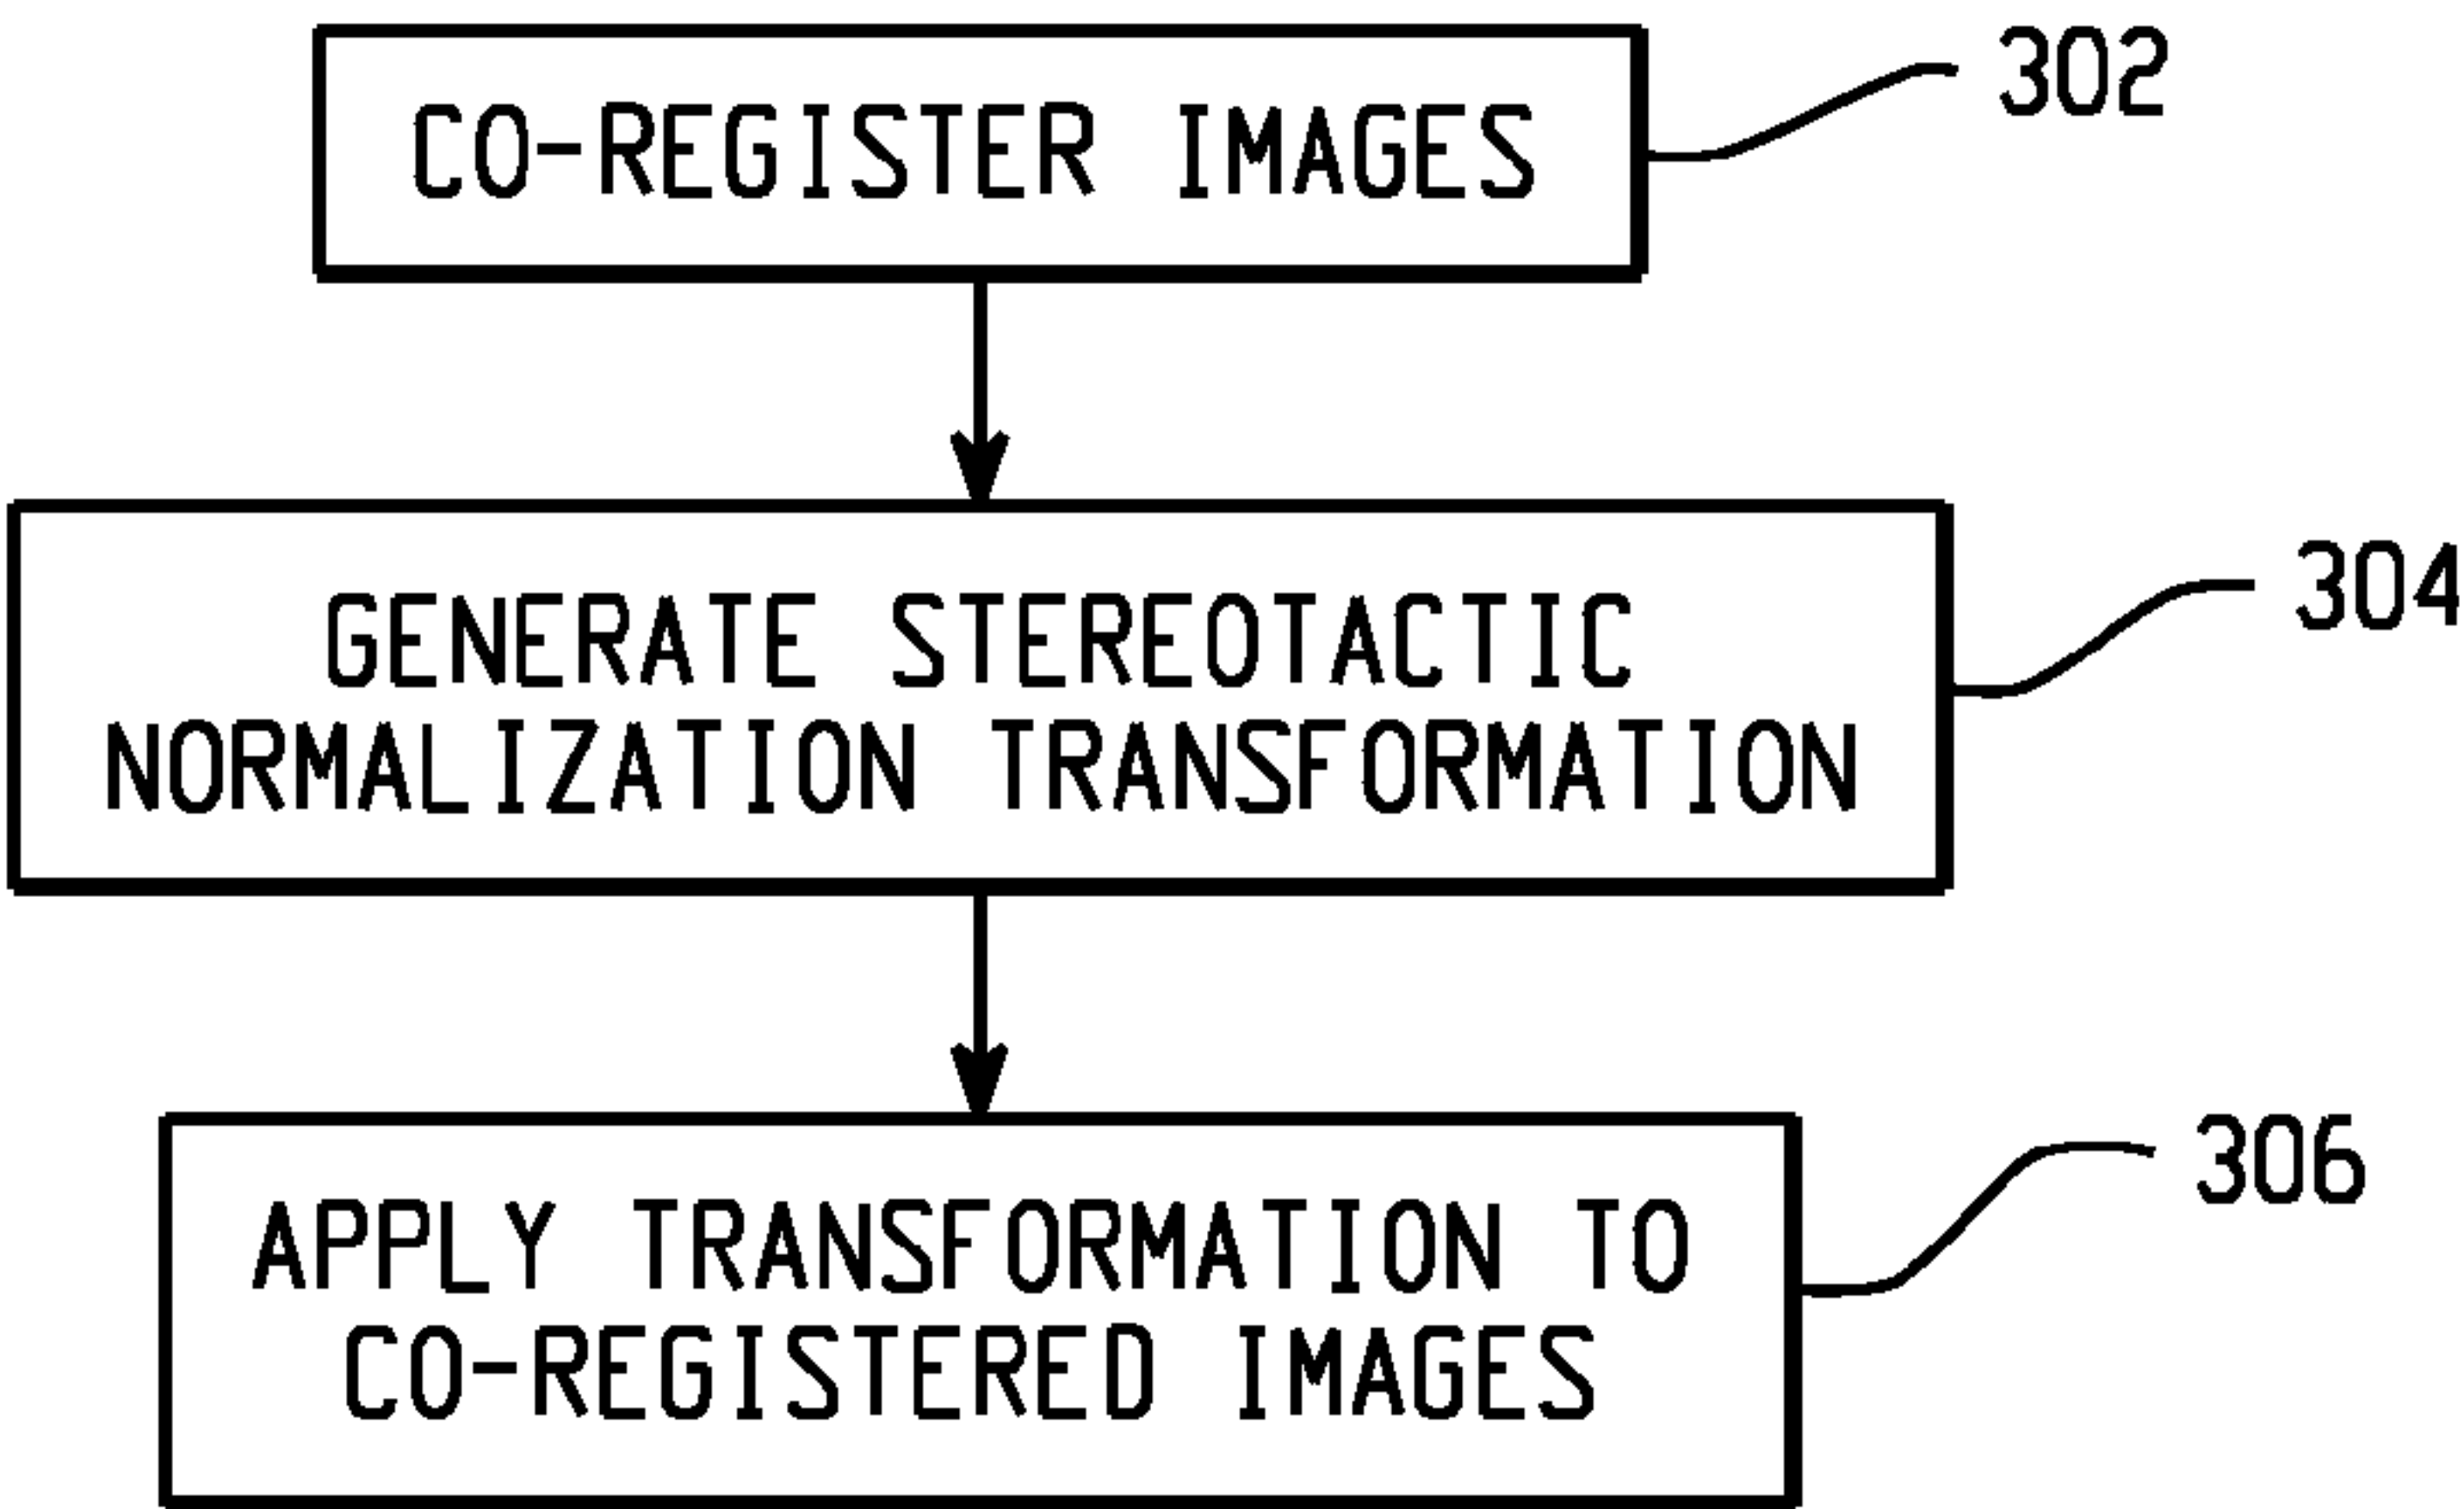 CO-REGISTER IMAGES
302
GENERATE STEREOTACTIC
NORMALIZATION TRANSFORMATION
304
APPLY TRANSFORMATION TO
CO-REGISTERED IMAGES
306